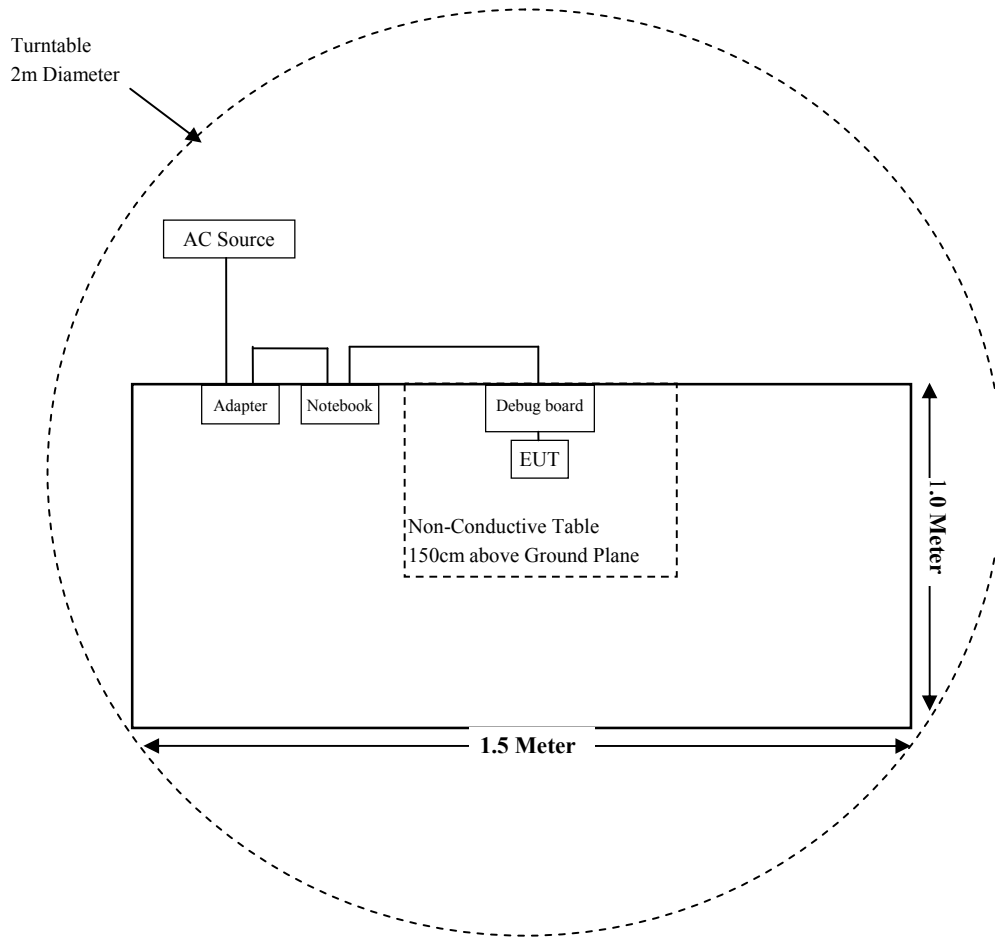 Turntable
2m Diameter
AC Source
Adapter
Notebook
Debug board
EUT
Non-Conductive Table
150cm above Ground Plane
1.0 Meter
1.5 Meter